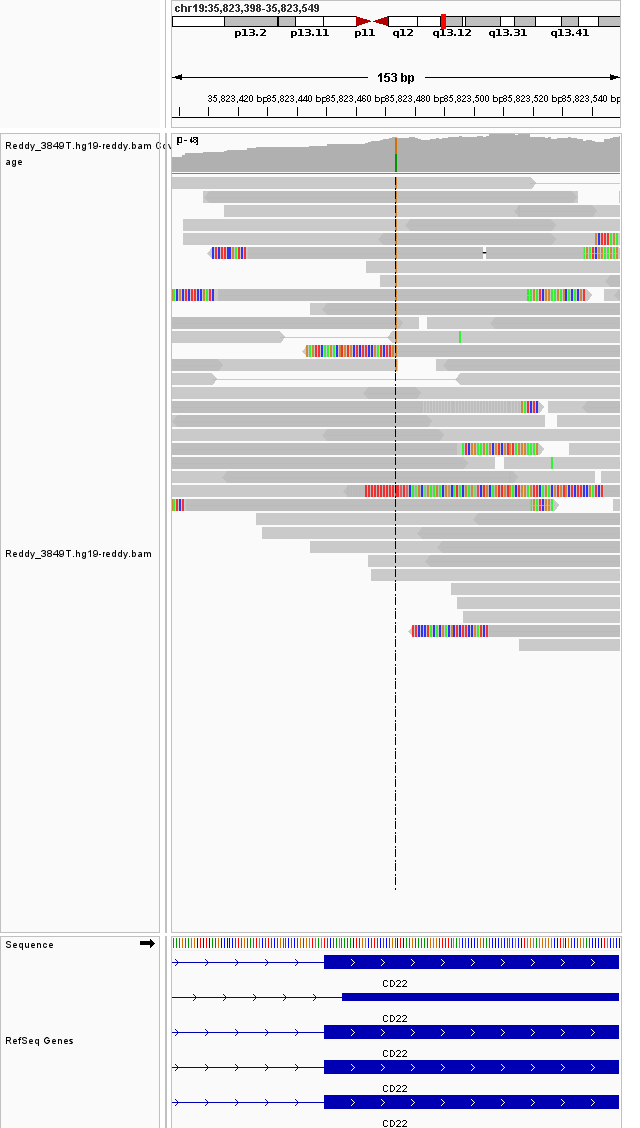 chr19:35,823,398-35,823,549
p13.2 p13.11 p11 q12 q13.12 q13.31 q13.41
153 bp
35,823,420 bp 35,823,440 bp 35,823,460 bp 35,823,480 bp 35,823,500 bp 35,823,520 bp 35,823,540 bp
Reddy_3849T.hg19-reddy.bam Cov
age
Reddy_3849T.hg19-reddy.bam
Sequence
CD22
CD22
RefSeq Genes
CD22
CD22
CD22